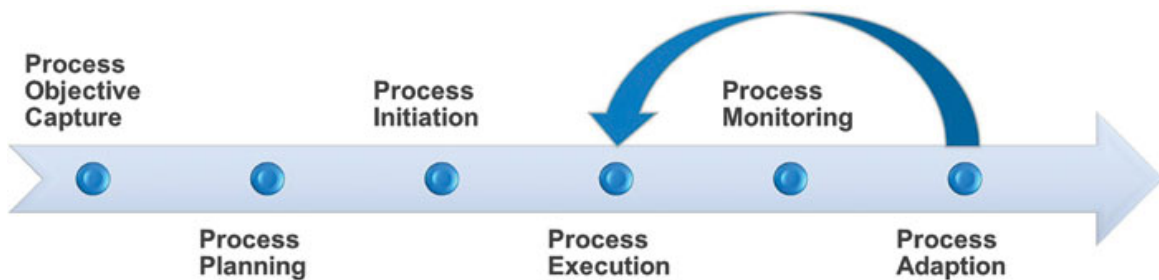 Process
Objective
Capture
Process
Planning
Process
Initiation
Process
Execution
Process
Monitoring
Process
Adaption